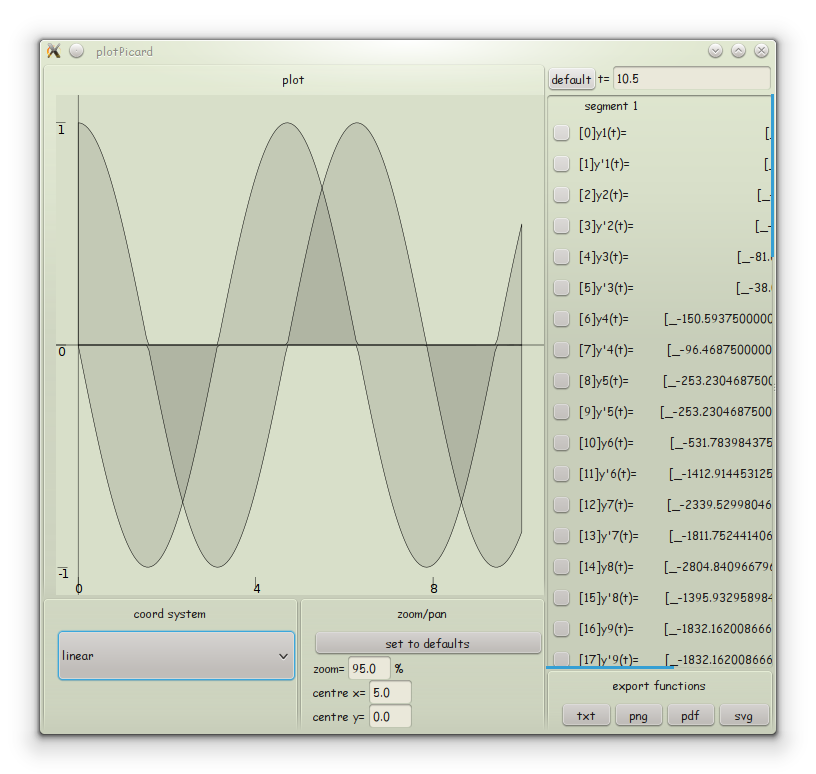 plotPicard
plot
default t= 10.5
segment 1
[0]y1(t)= [_
[1]y'1(t)= [_
[2]y2(t)= [_-
[3]y'2(t)= [_-
[4]y3(t)= [_-81.
[5]y'3(t)= [_-38.
[6]y4(t)= [_-150.5937500000
[7]y'4(t)= [_-96.4687500000
[8]y5(t)= [_-253.2304687500
[9]y'5(t)= [_-253.2304687500
[10]y6(t)= [_-531.783984375
[11]y'6(t)= [_-1412.914453125
[12]y7(t)= [_-2339.52998046
[13]y'7(t)= [_-1811.752441406
[14]y8(t)= [_-2804.840966796
[15]y'8(t)= [_-1395.932958984
[16]y9(t)= [_-1832.162008666
[17]y'9(t)= [_-1832.162008666
1
0
-1
0 4 8
coord system
linear
zoom/pan
set to defaults
zoom= 95.0 %
centre x= 5.0
centre y= 0.0
export functions
txt png pdf svg